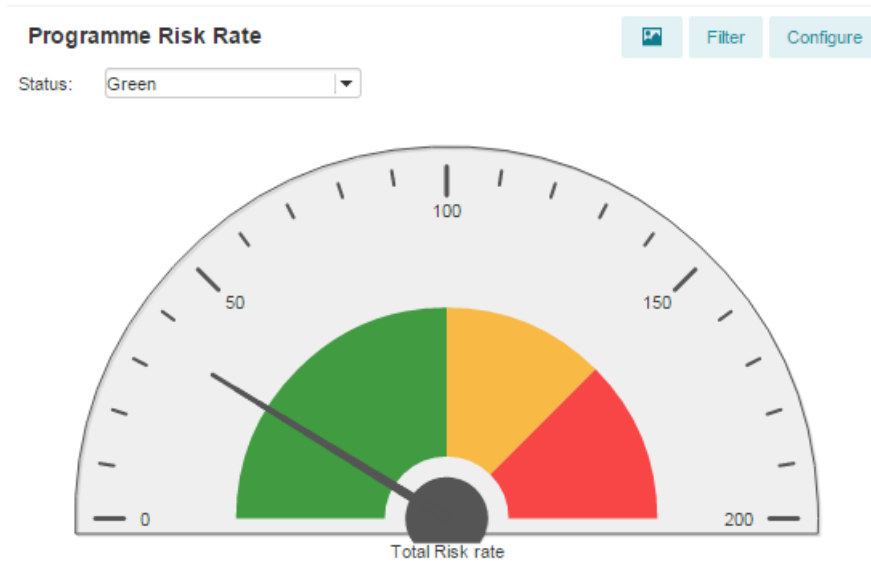 Programme Risk Rate
Filter
Configure
Status:
Green
100
50
150
0
200
Total Risk rate